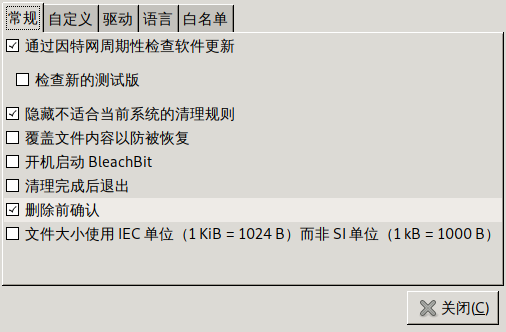 常规 自定义 驱动 语言 白名单
通过因特网周期性检查软件更新
检查新的测试版
隐藏不适合当前系统的清理规则
覆盖文件内容以防被恢复
开机启动 BleachBit
清理完成后退出
删除前确认
文件大小使用 IEC 单位（1 KiB = 1024 B）而非 SI 单位（1 kB = 1000 B）
关闭(C)